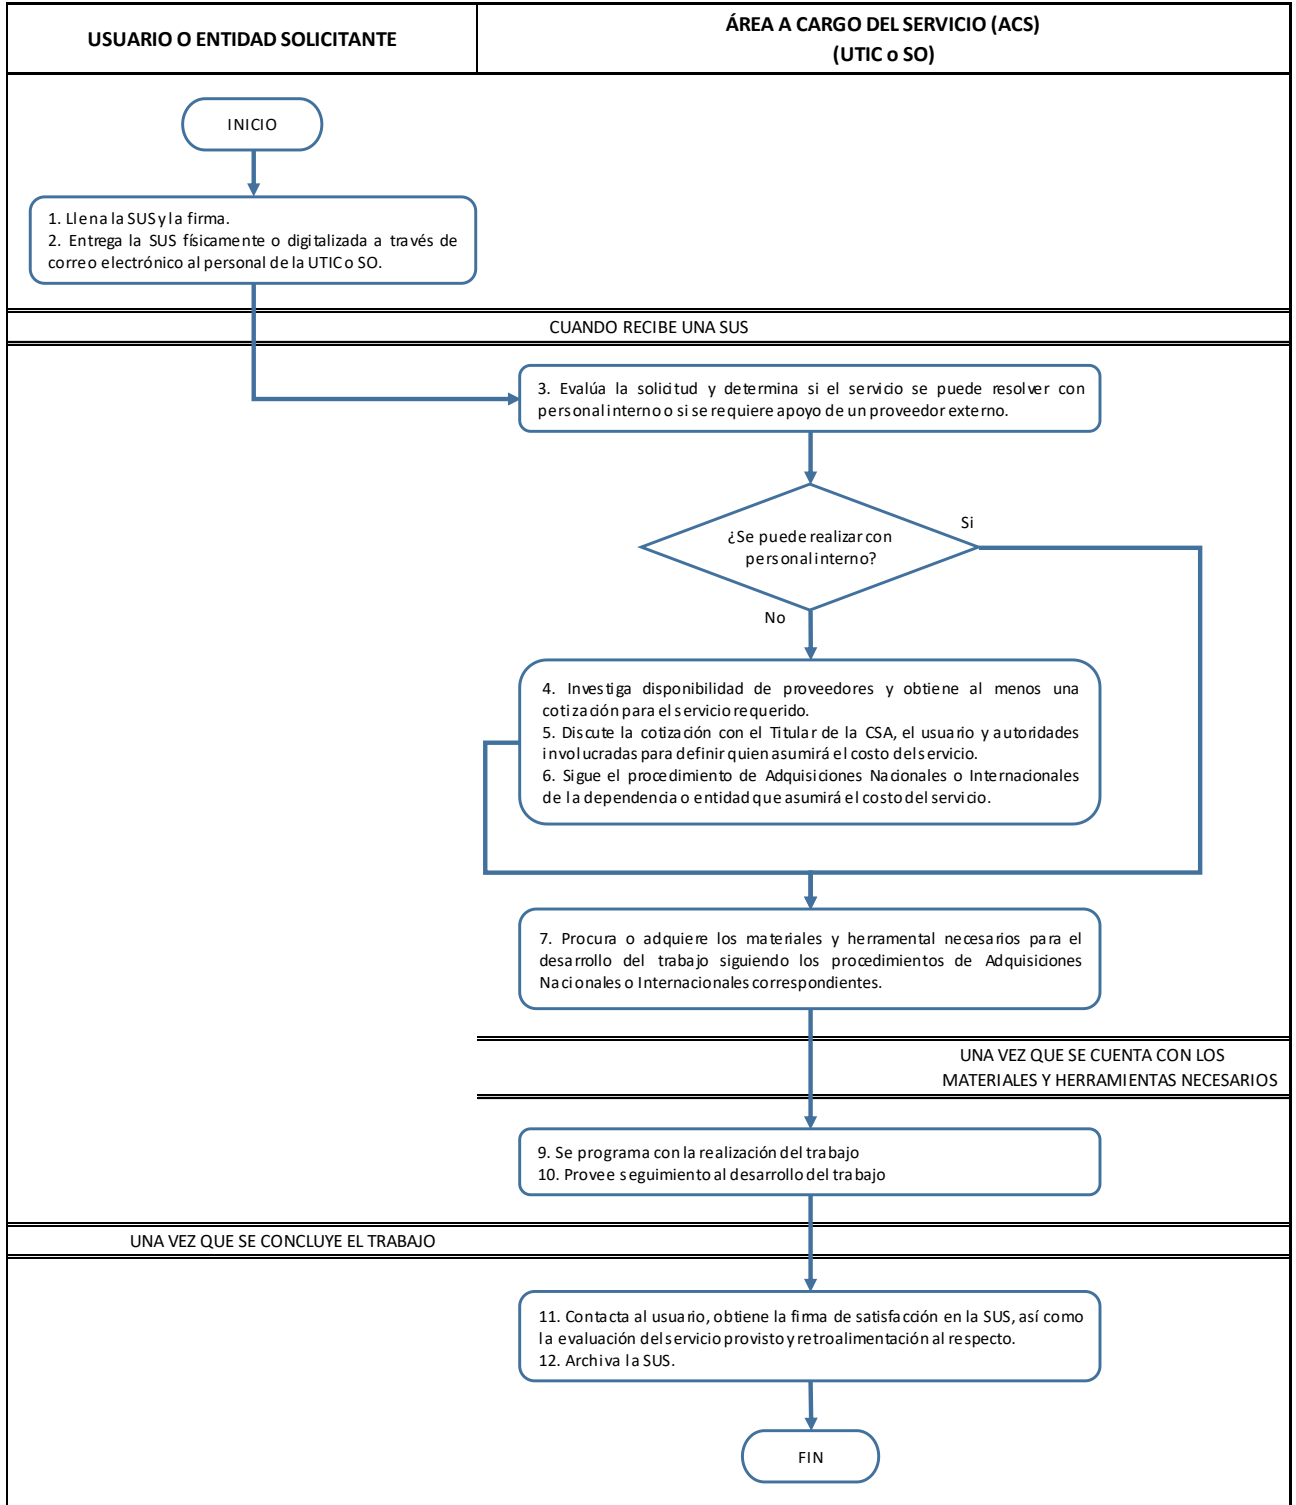 USUARIO O ENTIDAD SOLICITANTE
ÁREA A CARGO DEL SERVICIO (ACS)
(UTIC o SO)
INICIO
1. Llena la SUS y la firma.
2. Entrega la SUS físicamente o digitalizada a través de
correo electrónico al personal de la UTIC o SO.
CUANDO RECIBE UNA SUS
3. Evalúa la solicitud y determina si el servicio se puede resolver con
personal interno o si se requiere apoyo de un proveedor externo.
¿Se puede realizar con
personal interno?
Si
No
4. Investiga disponibilidad de proveedores y obtiene al menos una
cotización para el servicio requerido.
5. Discute la cotización con el Titular de la CSA, el usuario y autoridades
involucradas para definir quien asumirá el costo del servicio.
6. Sigue el procedimiento de Adquisiciones Nacionales o Internacionales
de la dependencia o entidad que asumirá el costo del servicio.
7. Procura o adquiere los materiales y herramental necesarios para el
desarrollo del trabajo siguiendo los procedimientos de Adquisiciones
Nacionales o Internacionales correspondientes.
UNA VEZ QUE SE CUENTA CON LOS
MATERIALES Y HERRAMIENTAS NECESARIOS
9. Se programa con la realización del trabajo
10. Provee seguimiento al desarrollo del trabajo
UNA VEZ QUE SE CONCLUYE EL TRABAJO
11. Contacta al usuario, obtiene la firma de satisfacción en la SUS, así como
la evaluación del servicio provisto y retroalimentación al respecto.
12. Archiva la SUS.
FIN